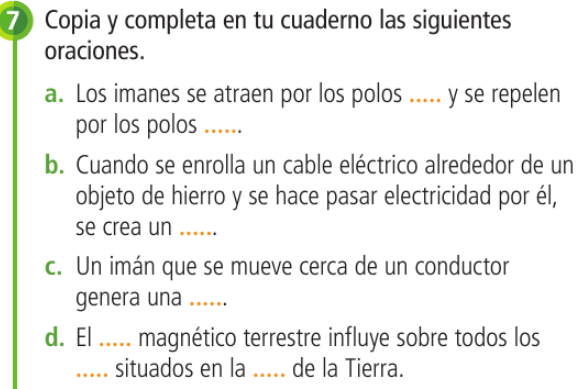 7 Copia y completa en tu cuaderno las siguientes
oraciones.
a. Los imanes se atraen por los polos ..... y se repelen
por los polos ......
b. Cuando se enrolla un cable eléctrico alrededor de un
objeto de hierro y se hace pasar electricidad por él,
se crea un ......
c. Un imán que se mueve cerca de un conductor
genera una ......
d. El ..... magnético terrestre influye sobre todos los
..... situados en la ..... de la Tierra.